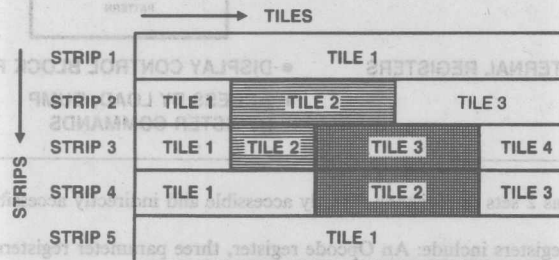 TILES
STRIPS
STRIP 1 TILE 1
STRIP 2 TILE 1 TILE 2 TILE 3
STRIP 3 TILE 1 TILE 2 TILE 3 TILE 4
STRIP 4 TILE 1 TILE 2 TILE 3
STRIP 5 TILE 1